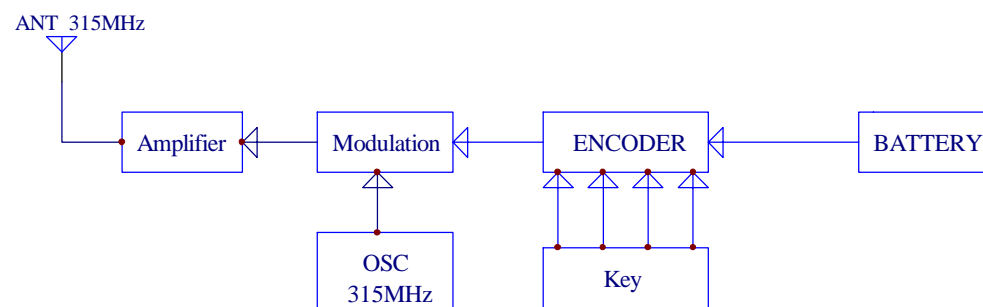 ANT 315MHz
Amplifier
Modulation
ENCODER
BATTERY
OSC
315MHz
Key